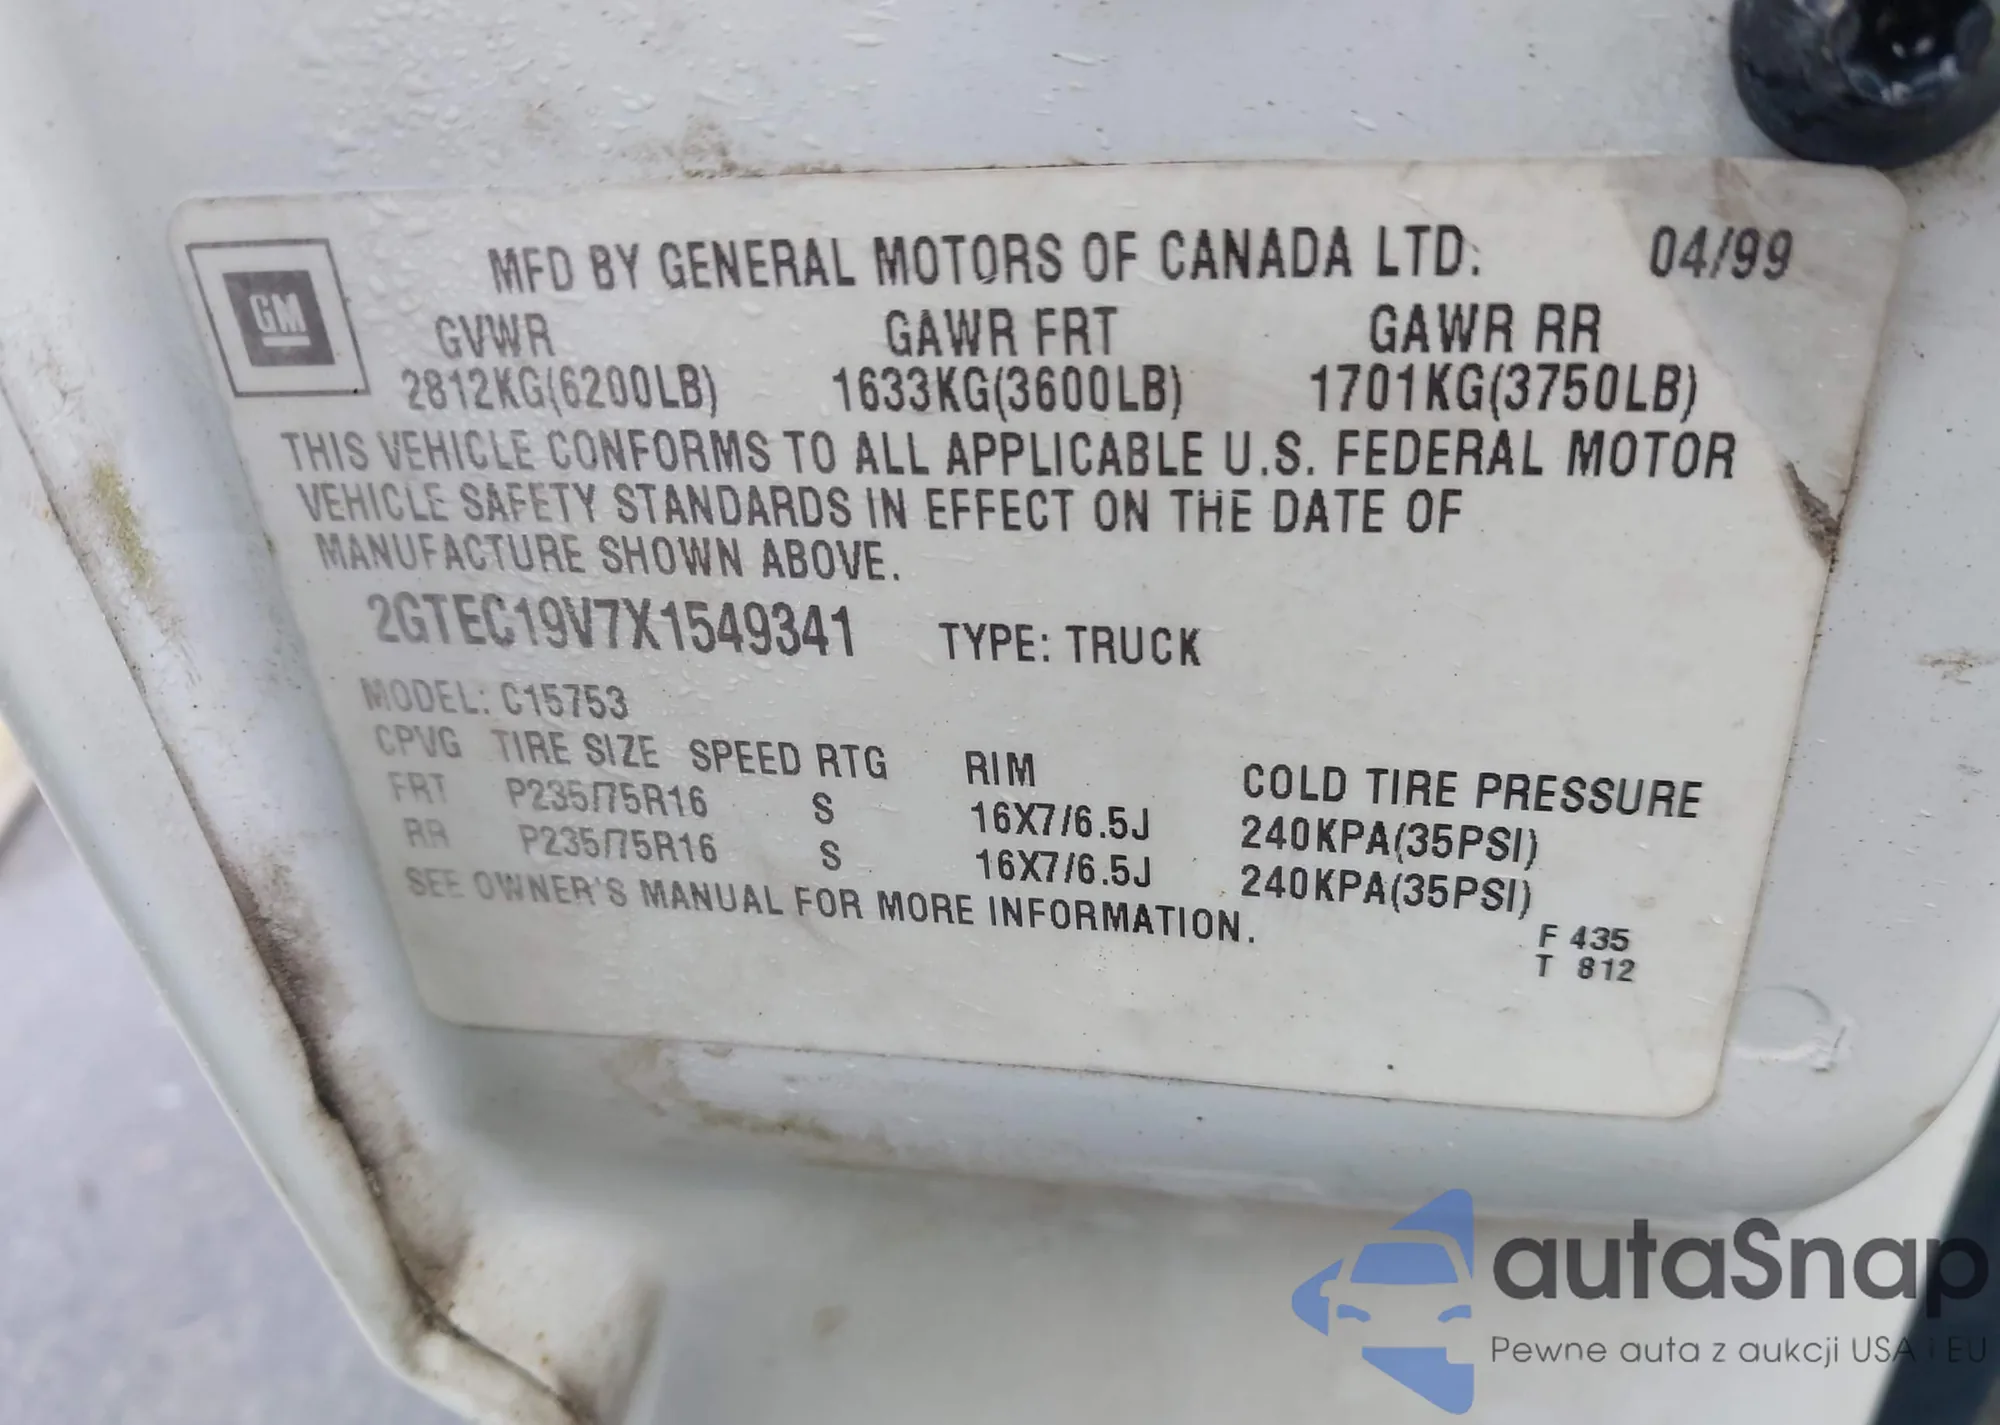 GM
MFD BY GENERAL MOTORS OF CANADA LTD. 04/99
GVWR GAWR FRT GAWR RR
2812KG(6200LB) 1633KG(3600LB) 1701KG(3750LB)
THIS VEHICLE CONFORMS TO ALL APPLICABLE U.S. FEDERAL MOTOR
VEHICLE SAFETY STANDARDS IN EFFECT ON THE DATE OF
MANUFACTURE SHOWN ABOVE.
2GTEC19V7X1549341 TYPE: TRUCK
MODEL: C15753
CPVG TIRE SIZE SPEED RTG RIM COLD TIRE PRESSURE
FRT P235/75R16 S 16X7/6.5J 240KPA(35PSI)
RR P235/75R16 S 16X7/6.5J 240KPA(35PSI)
SEE OWNER'S MANUAL FOR MORE INFORMATION.
F 435
T 812
autaSnap
Pewne auta z aukcji USA i EU